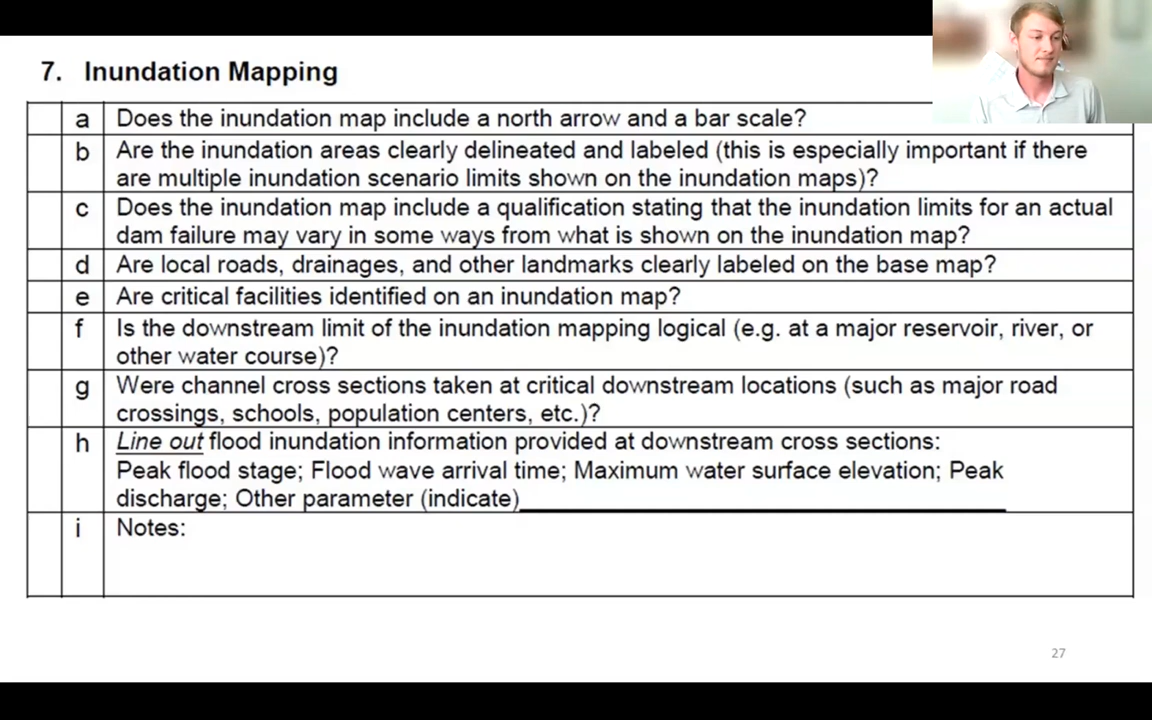 7. Inundation Mapping
a Does the inundation map include a north arrow and a bar scale?
b Are the inundation areas clearly delineated and labeled (this is especially important if there
are multiple inundation scenario limits shown on the inundation maps)?
c Does the inundation map include a qualification stating that the inundation limits for an actual
dam failure may vary in some ways from what is shown on the inundation map?
d Are local roads, drainages, and other landmarks clearly labeled on the base map?
e Are critical facilities identified on an inundation map?
f Is the downstream limit of the inundation mapping logical (e.g. at a major reservoir, river, or
other water course)?
g Were channel cross sections taken at critical downstream locations (such as major road
crossings, schools, population centers, etc.)?
h Line out flood inundation information provided at downstream cross sections:
Peak flood stage; Flood wave arrival time; Maximum water surface elevation; Peak
discharge; Other parameter (indicate)
i Notes:
27